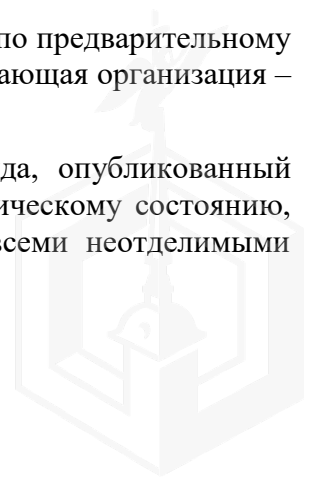 по предварительному
ающая организация –
да, опубликованный
ическому состоянию,
всеми неотделимыми